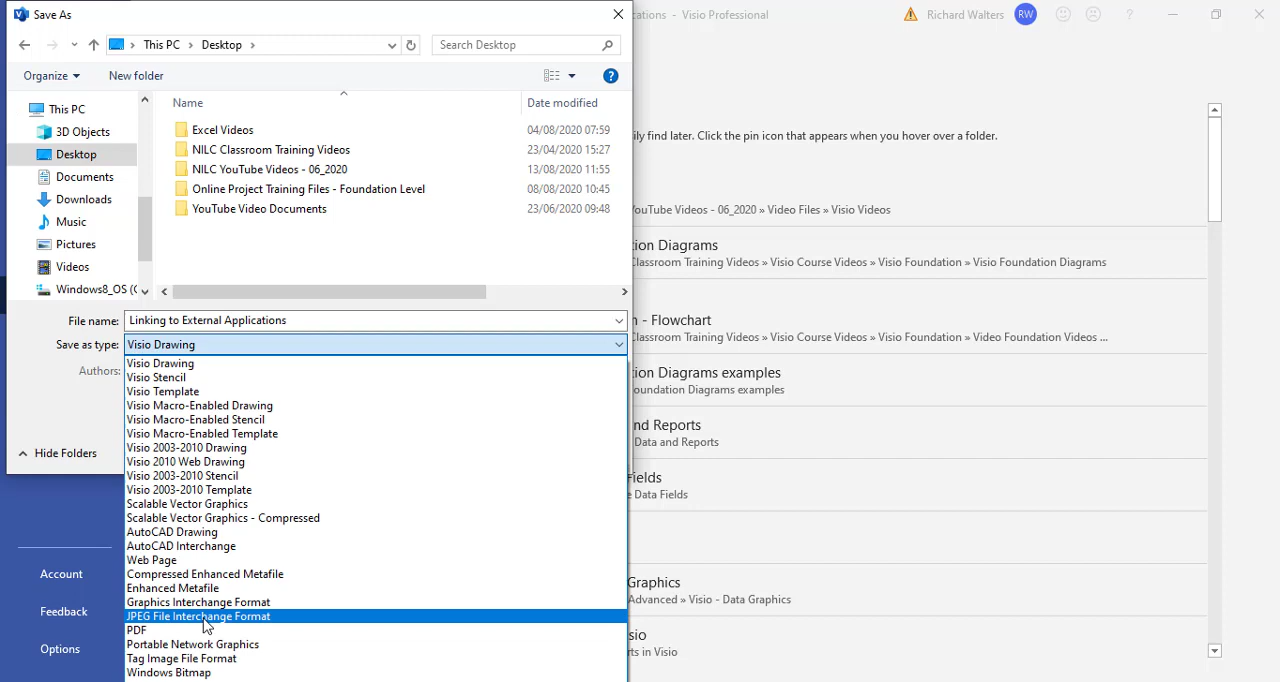 Save As
ications - Visio Professional
Richard Walters
RW
This PC > Desktop >
Search Desktop
Organize
New folder
This PC
3D Objects
Desktop
Documents
Downloads
Music
Pictures
Videos
Windows8_OS (C
Name
Date modified
Excel Videos 04/08/2020 07:59
NILC Classroom Training Videos 23/04/2020 15:27
NILC YouTube Videos - 06_2020 13/08/2020 11:55
Online Project Training Files - Foundation Level 08/08/2020 10:45
YouTube Video Documents 23/06/2020 09:48
File name: Linking to External Applications
Save as type: Visio Drawing
Authors:
Hide Folders
Visio Drawing
Visio Stencil
Visio Template
Visio Macro-Enabled Drawing
Visio Macro-Enabled Stencil
Visio Macro-Enabled Template
Visio 2003-2010 Drawing
Visio 2010 Web Drawing
Visio 2003-2010 Stencil
Visio 2003-2010 Template
Scalable Vector Graphics
Scalable Vector Graphics - Compressed
AutoCAD Drawing
AutoCAD Interchange
Web Page
Compressed Enhanced Metafile
Enhanced Metafile
Graphics Interchange Format
JPEG File Interchange Format
PDF
Portable Network Graphics
Tag Image File Format
Windows Bitmap
Account
Feedback
Options
ily find later. Click the pin icon that appears when you hover over a folder.
YouTube Videos - 06_2020 » Video Files » Visio Videos
tion Diagrams
Classroom Training Videos » Visio Course Videos » Visio Foundation » Visio Foundation Diagrams
n - Flowchart
Classroom Training Videos » Visio Course Videos » Visio Foundation » Video Foundation Videos ...
tion Diagrams examples
oundation Diagrams examples
nd Reports
Data and Reports
Fields
e Data Fields
Graphics
Advanced » Visio - Data Graphics
sio
rts in Visio